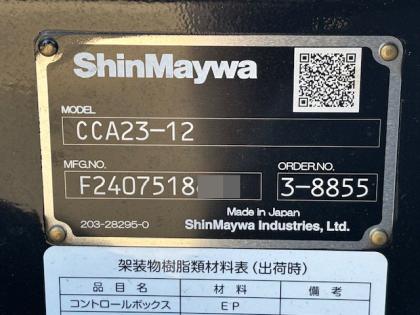 ShinMaywa
MODEL
CCA23-12
MFG.NO. ORDER.NO.
F2407518 3-8855
Made in Japan
203-28295-0 ShinMaywa Industries, Ltd.
架装物樹脂類材料表(出荷時)
品 名 材 料 備 考
コントロールボックス EP